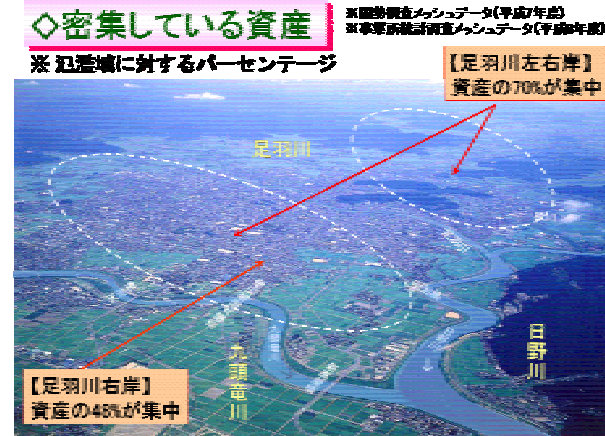 ◇密集している資産
※国勢調査メッシュデータ(平成7年度)
※事業所統計調査メッシュデータ(平成8年度)
※ 氾濫域に対するパーセンテージ
【足羽川左右岸】
資産の70%が集中
足羽川
日野川
九頭竜川
【足羽川右岸】
資産の48%が集中